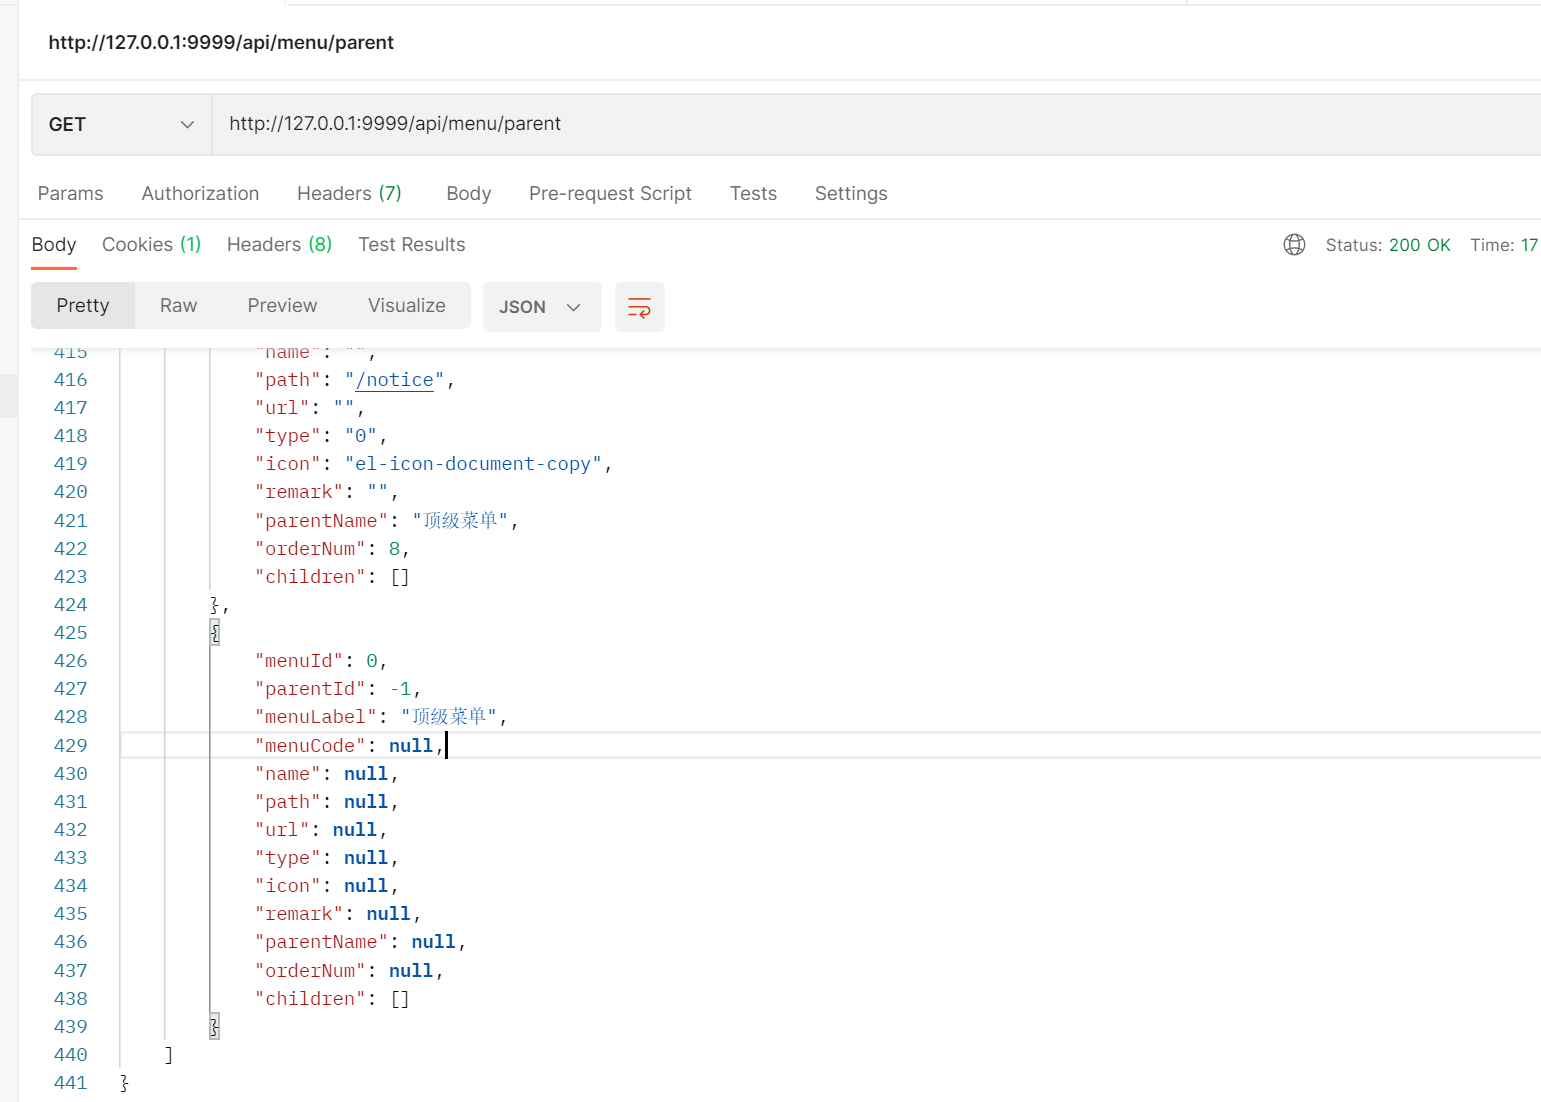 http://127.0.0.1:9999/api/menu/parent
GET http://127.0.0.1:9999/api/menu/parent
Params Authorization Headers (7) Body Pre-request Script Tests Settings
Body Cookies (1) Headers (8) Test Results Status: 200 OK Time: 17
Pretty Raw Preview Visualize JSON
415 "name": "",
416 "path": "/notice",
417 "url": "",
418 "type": "0",
419 "icon": "el-icon-document-copy",
420 "remark": "",
421 "parentName": "顶级菜单",
422 "orderNum": 8,
423 "children": []
424 },
425 {
426 "menuId": 0,
427 "parentId": -1,
428 "menuLabel": "顶级菜单",
429 "menuCode": null,
430 "name": null,
431 "path": null,
432 "url": null,
433 "type": null,
434 "icon": null,
435 "remark": null,
436 "parentName": null,
437 "orderNum": null,
438 "children": []
439 }
440 ]
441 }